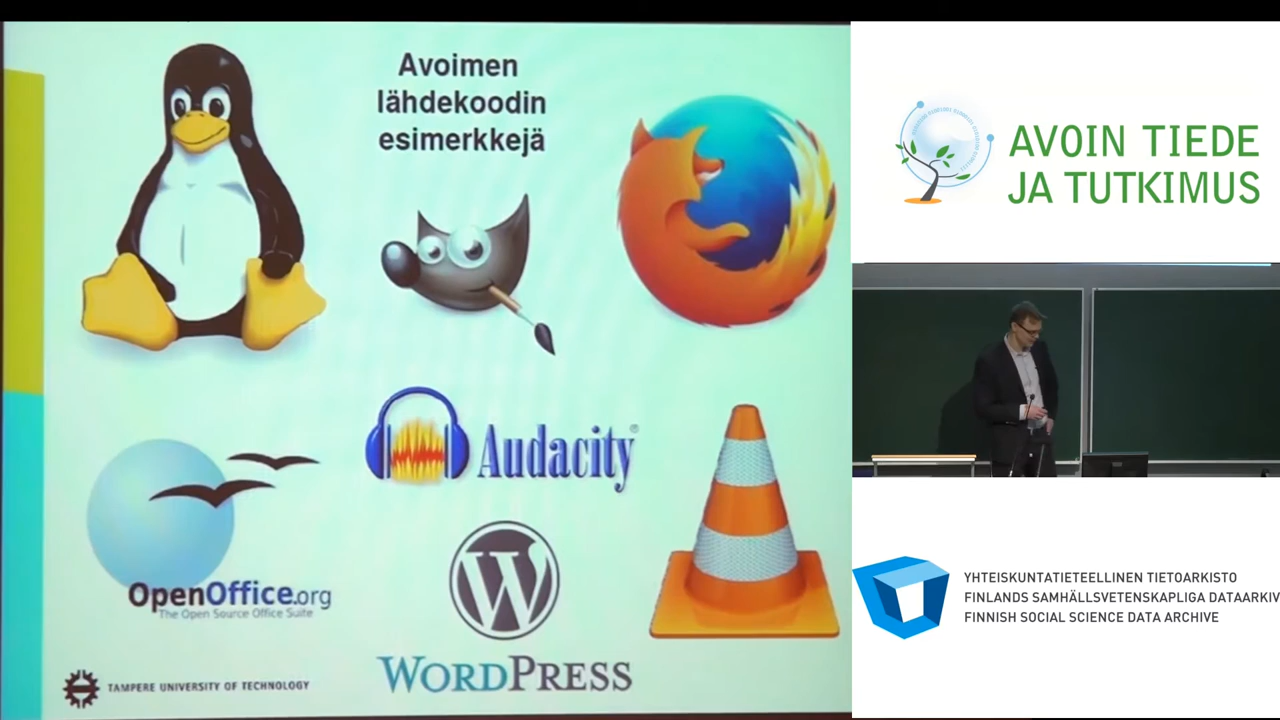 Avoimen
lähdekoodin
esimerkkejä
Audacity®
OpenOffice.org
The Open Source Office Suite
W
WORDPRESS
TAMPERE UNIVERSITY OF TECHNOLOGY
AVOIN TIEDE
JA TUTKIMUS
YHTEISKUNTATIETEELLINEN TIETOARKISTO
FINLANDS SAMHÄLLSVETENSKAPLIGA DATAARKIV
FINNISH SOCIAL SCIENCE DATA ARCHIVE